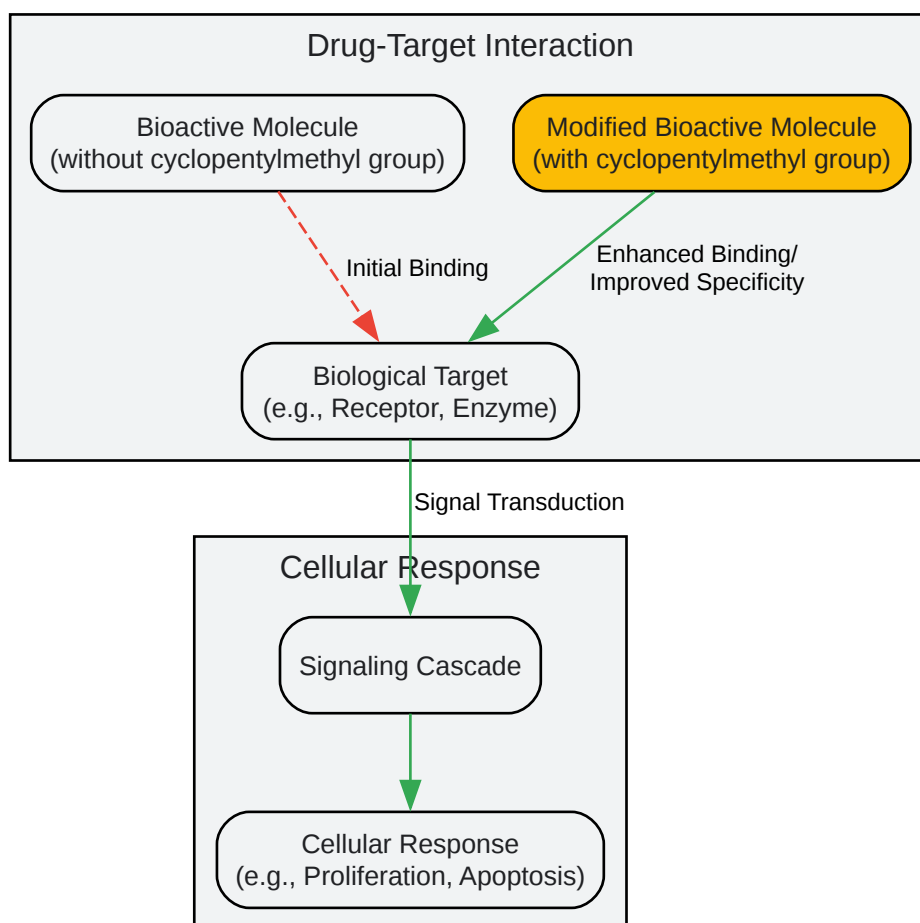 Drug-Target Interaction
Bioactive Molecule
(without cyclopentylmethyl group)
Modified Bioactive Molecule
(with cyclopentylmethyl group)
Initial Binding
Enhanced Binding/
Improved Specificity
Biological Target
(e.g., Receptor, Enzyme)
Signal Transduction
Cellular Response
Signaling Cascade
Cellular Response
(e.g., Proliferation, Apoptosis)